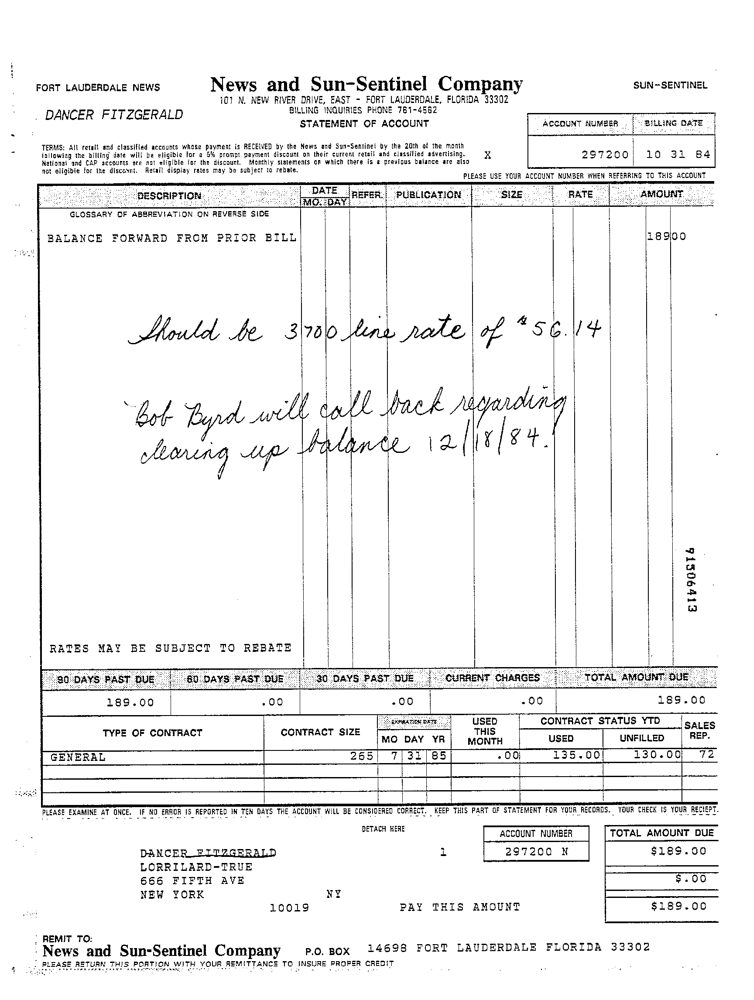 FORT LAUDERDALE NEWS News and Sun-Sentinel Company SUN-SENTINEL
101 N. NEW RIVER DRIVE, EAST - FORT LAUDERDALE, FLORIDA 33302
BILLING INQUIRIES PHONE 761-4562
DANCER FITZGERALD
STATEMENT OF ACCOUNT
ACCOUNT NUMBER BILLING DATE
TERMS: All retail and classified accounts whose payment is RECEIVED by the News and Sun-Sentinel by the 20th of the month
following the billing date will be eligible for a 6% prompt payment discount on their current retail and classified advertising.
National and CAP accounts are not eligible for the discount. Monthly statements on which there is a previous balance are also
not eligible for the discount. Retail display rates may be subject to rebate.
X 297200 10 31 84
PLEASE USE YOUR ACCOUNT NUMBER WHEN REFERRING TO THIS ACCOUNT
DESCRIPTION DATE MO. DAY REFER. PUBLICATION SIZE RATE AMOUNT
GLOSSARY OF ABBREVIATION ON REVERSE SIDE
BALANCE FORWARD FROM PRIOR BILL 18900
Should be 3700 line rate of $56.14
Bob Byrd will call back regarding
clearing up balance 12/18/84.
91506413
RATES MAY BE SUBJECT TO REBATE
90 DAYS PAST DUE 60 DAYS PAST DUE 30 DAYS PAST DUE CURRENT CHARGES TOTAL AMOUNT DUE
189.00 .00 .00 .00 189.00
TYPE OF CONTRACT CONTRACT SIZE EXPIRATION DATE MO DAY YR USED THIS MONTH CONTRACT STATUS YTD USED UNFILLED SALES REP.
GENERAL 265 7 31 85 .00 135.00 130.00 72
PLEASE EXAMINE AT ONCE. IF NO ERROR IS REPORTED IN TEN DAYS THE ACCOUNT WILL BE CONSIDERED CORRECT. KEEP THIS PART OF STATEMENT FOR YOUR RECORDS. YOUR CHECK IS YOUR RECIEPT.
DETACH HERE
ACCOUNT NUMBER TOTAL AMOUNT DUE
DANCER FITZGERALD 1 297200 N $189.00
LORRILARD-TRUE
666 FIFTH AVE $.00
NEW YORK NY
10019 PAY THIS AMOUNT $189.00
REMIT TO:
News and Sun-Sentinel Company P.O. BOX 14698 FORT LAUDERDALE FLORIDA 33302
PLEASE RETURN THIS PORTION WITH YOUR REMITTANCE TO INSURE PROPER CREDIT